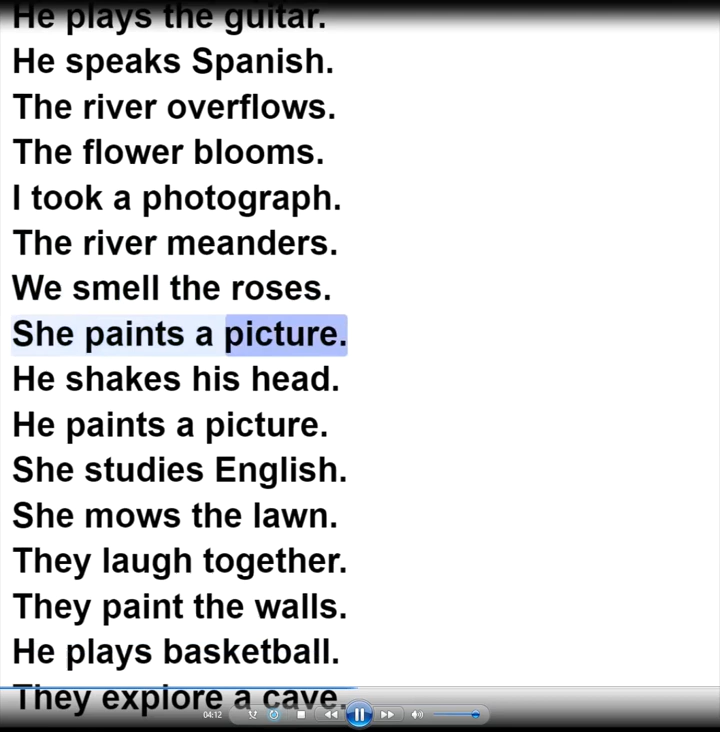 He plays the guitar.
He speaks Spanish.
The river overflows.
The flower blooms.
I took a photograph.
The river meanders.
We smell the roses.
She paints a picture.
He shakes his head.
He paints a picture.
She studies English.
She mows the lawn.
They laugh together.
They paint the walls.
He plays basketball.
They explore a cave.
04:12